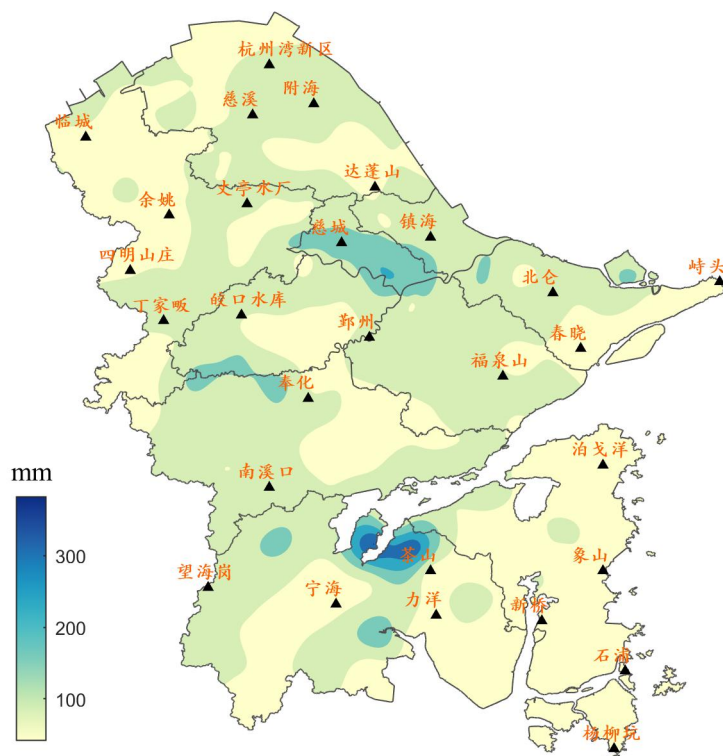 杭州湾新区
附海
慈溪
临城
达蓬山
丈亭水厂
余姚
镇海
慈城
四明山庄
峙头
北仑
皎口水库
丁家畈
鄞州
春晓
福泉山
奉化
泊戈洋
mm
南溪口
300
茶山
象山
望海岗
宁海
力洋
新桥
200
石浦
100
杨柳坑